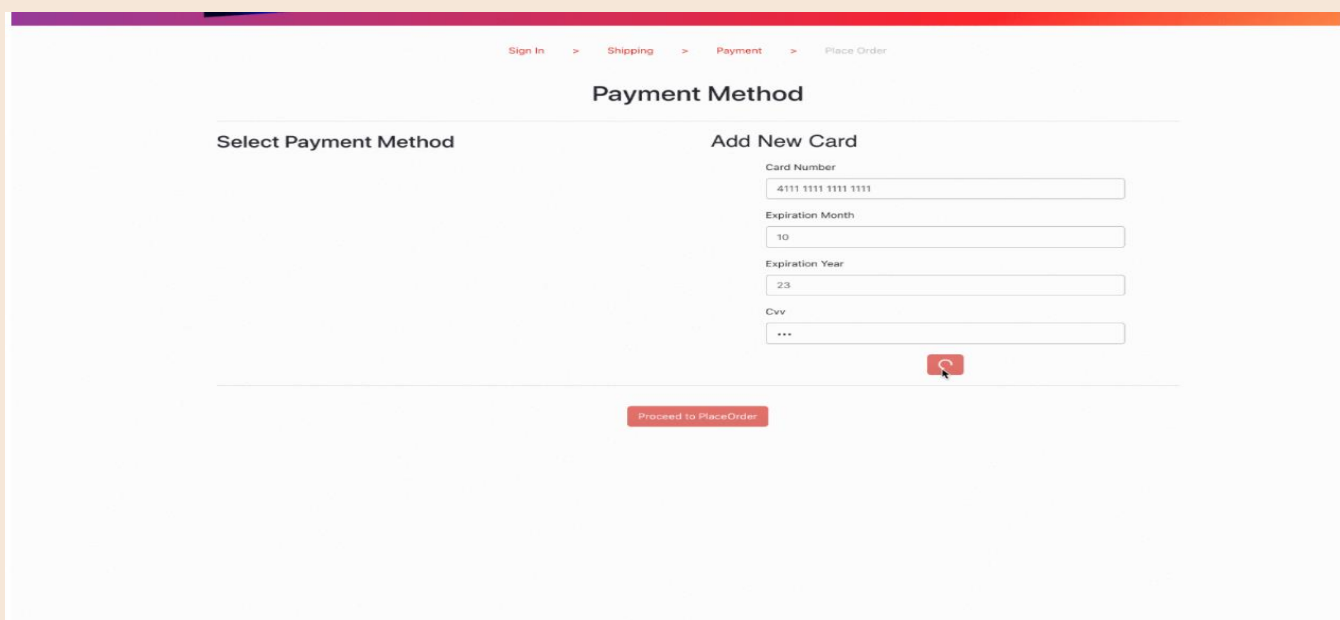 Sign In > Shipping > Payment > Place Order
Payment Method
Select Payment Method
Add New Card
Card Number
4111 1111 1111 1111
Expiration Month
10
Expiration Year
23
Cvv
•••
Proceed to PlaceOrder